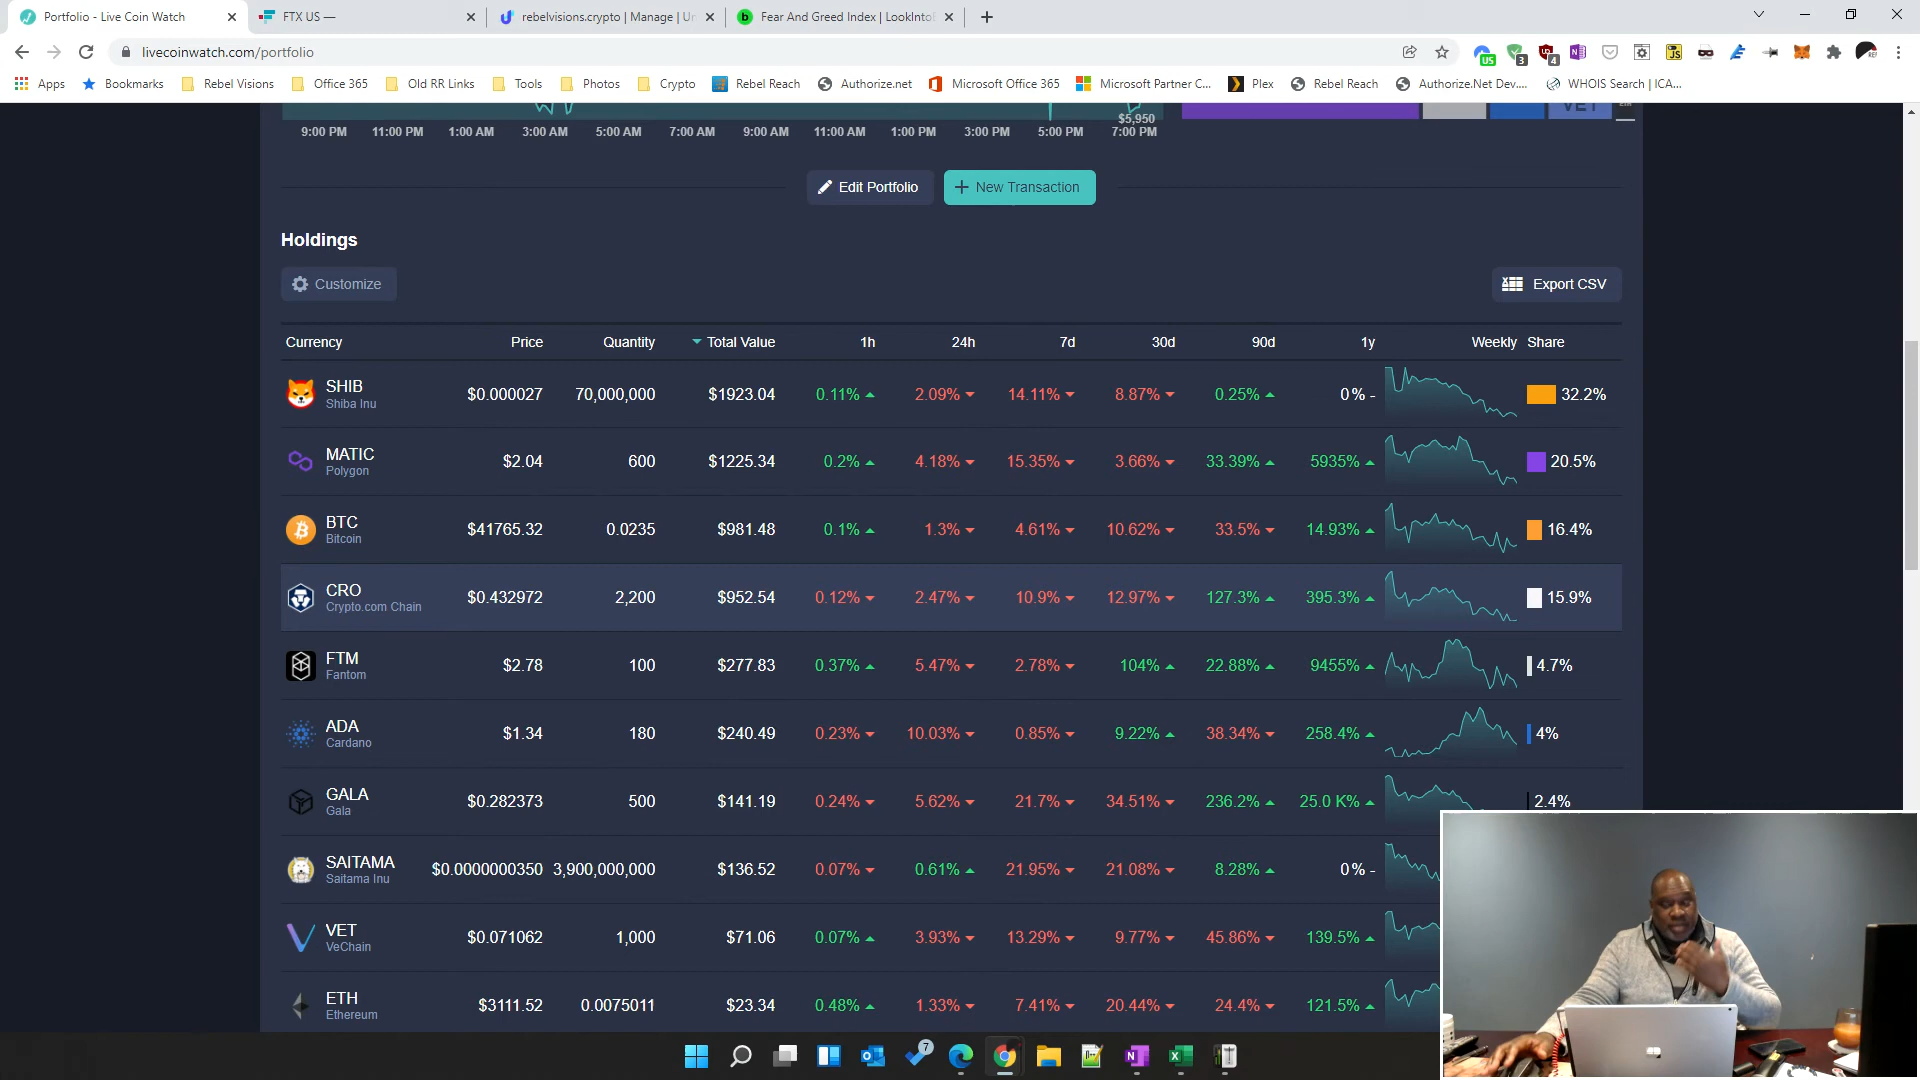 Portfolio - Live Coin Watch
FTX US —
rebelvisions.crypto | Manage | Un
Fear And Greed Index | LookIntoB
livecoinwatch.com/portfolio
US 3 4
Apps Bookmarks Rebel Visions Office 365 Old RR Links Tools Photos Crypto Rebel Reach Authorize.net Microsoft Office 365 Microsoft Partner C... Plex Rebel Reach Authorize.Net Dev.... WHOIS Search | ICA...
VET
$5,950
9:00 PM 11:00 PM 1:00 AM 3:00 AM 5:00 AM 7:00 AM 9:00 AM 11:00 AM 1:00 PM 3:00 PM 5:00 PM 7:00 PM
Edit Portfolio
+ New Transaction
Holdings
Customize
Export CSV
Currency Price Quantity Total Value 1h 24h 7d 30d 90d 1y Weekly Share
SHIB
Shiba Inu
$0.000027 70,000,000 $1923.04 0.11% 2.09% 14.11% 8.87% 0.25% 0% - 32.2%
MATIC
Polygon
$2.04 600 $1225.34 0.2% 4.18% 15.35% 3.66% 33.39% 5935% 20.5%
BTC
Bitcoin
$41765.32 0.0235 $981.48 0.1% 1.3% 4.61% 10.62% 33.5% 14.93% 16.4%
CRO
Crypto.com Chain
$0.432972 2,200 $952.54 0.12% 2.47% 10.9% 12.97% 127.3% 395.3% 15.9%
FTM
Fantom
$2.78 100 $277.83 0.37% 5.47% 2.78% 104% 22.88% 9455% 4.7%
ADA
Cardano
$1.34 180 $240.49 0.23% 10.03% 0.85% 9.22% 38.34% 258.4% 4%
GALA
Gala
$0.282373 500 $141.19 0.24% 5.62% 21.7% 34.51% 236.2% 25.0 K% 2.4%
SAITAMA
Saitama Inu
$0.0000000350 3,900,000,000 $136.52 0.07% 0.61% 21.95% 21.08% 8.28% 0% -
VET
VeChain
$0.071062 1,000 $71.06 0.07% 3.93% 13.29% 9.77% 45.86% 139.5%
ETH
Ethereum
$3111.52 0.0075011 $23.34 0.48% 1.33% 7.41% 20.44% 24.4% 121.5%
7